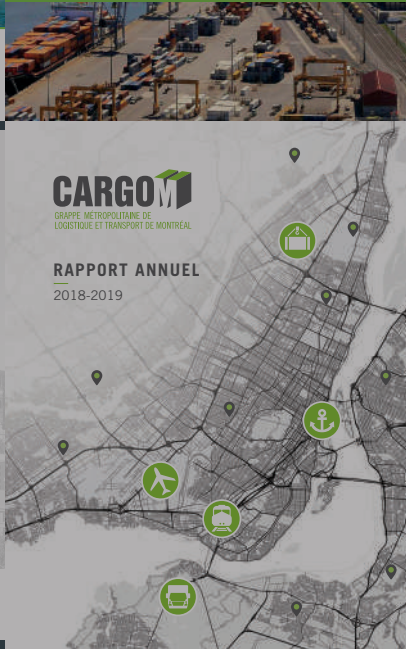 CARGOM
GRAPPE MÉTROPOLITAINE DE
LOGISTIQUE ET TRANSPORT DE MONTRÉAL
RAPPORT ANNUEL
2018-2019